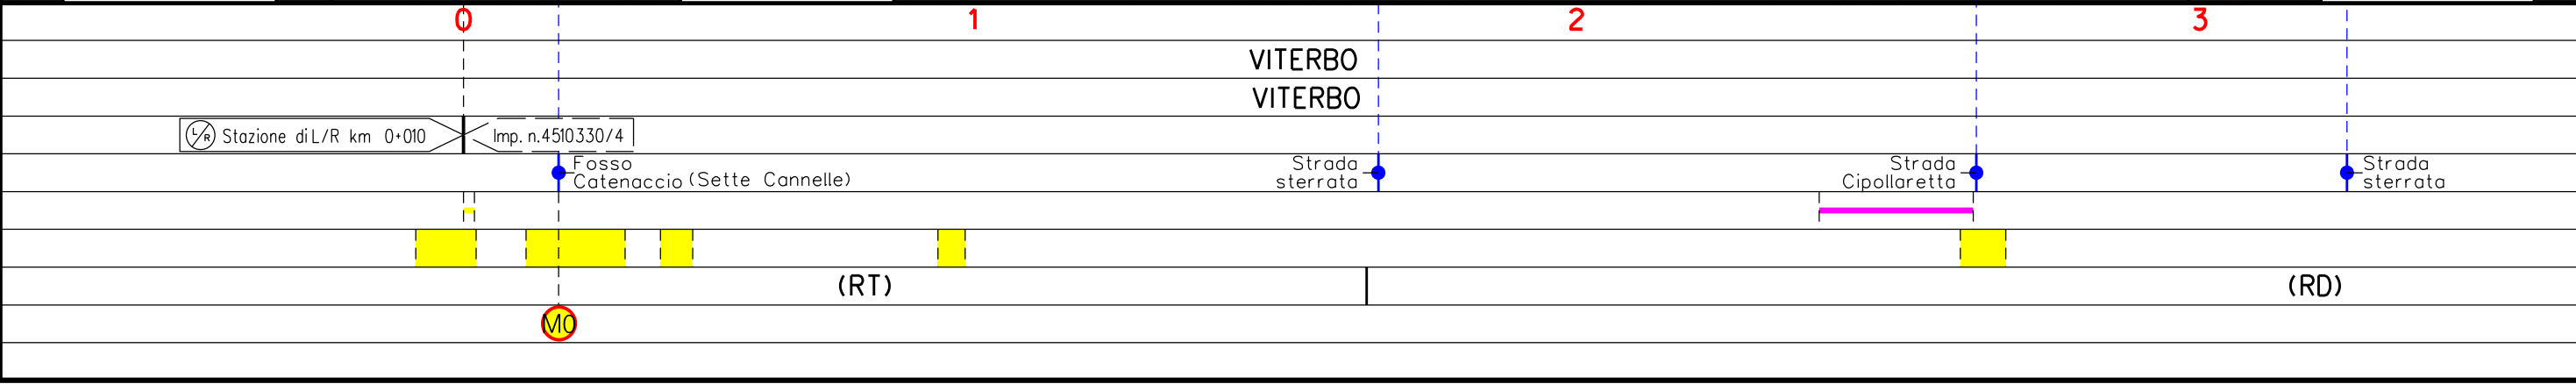 0 1 2 3
VITERBO
VITERBO
L/R Stazione di L/R km 0+010 Imp. n.4510330/4
Fosso
Catenaccio (Sette Cannelle)
Strada
sterrata
Strada
Cipollaretta
Strada
sterrata
(RT) (RD)
M0